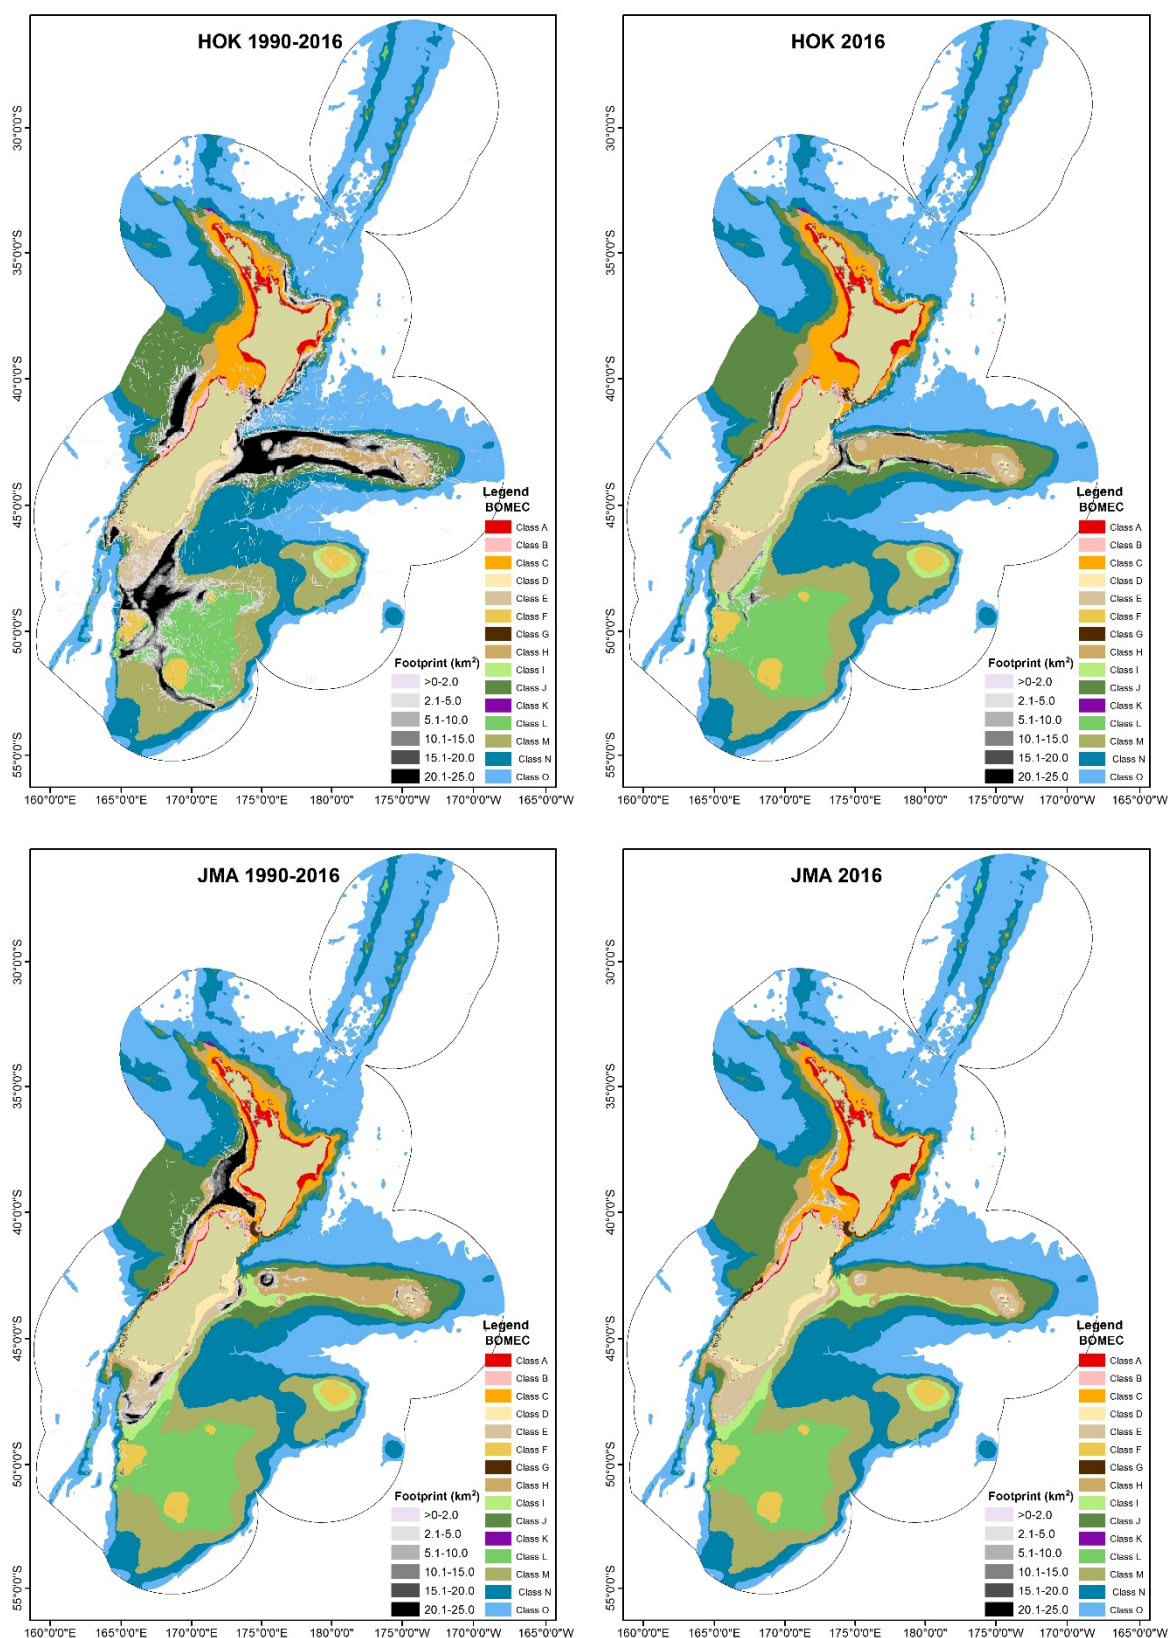 HOK 1990-2016
30°0'0"S
35°0'0"S
40°0'0"S
45°0'0"S
50°0'0"S
55°0'0"S
Legend
BOMEC
Class A
Class B
Class C
Class D
Class E
Class F
Class G
Class H
Class I
Class J
Class K
Class L
Class M
Class N
Class O
Footprint (km²)
>0-2.0
2.1-5.0
5.1-10.0
10.1-15.0
15.1-20.0
20.1-25.0
160°0'0"E 165°0'0"E 170°0'0"E 175°0'0"E 180°0'0"E 175°0'0"W 170°0'0"W 165°0'0"W
HOK 2016
30°0'0"S
35°0'0"S
40°0'0"S
45°0'0"S
50°0'0"S
55°0'0"S
Legend
BOMEC
Class A
Class B
Class C
Class D
Class E
Class F
Class G
Class H
Class I
Class J
Class K
Class L
Class M
Class N
Class O
Footprint (km²)
>0-2.0
2.1-5.0
5.1-10.0
10.1-15.0
15.1-20.0
20.1-25.0
160°0'0"E 165°0'0"E 170°0'0"E 175°0'0"E 180°0'0"E 175°0'0"W 170°0'0"W 165°0'0"W
JMA 1990-2016
30°0'0"S
35°0'0"S
40°0'0"S
45°0'0"S
50°0'0"S
55°0'0"S
Legend
BOMEC
Class A
Class B
Class C
Class D
Class E
Class F
Class G
Class H
Class I
Class J
Class K
Class L
Class M
Class N
Class O
Footprint (km²)
>0-2.0
2.1-5.0
5.1-10.0
10.1-15.0
15.1-20.0
20.1-25.0
160°0'0"E 165°0'0"E 170°0'0"E 175°0'0"E 180°0'0"E 175°0'0"W 170°0'0"W 165°0'0"W
JMA 2016
30°0'0"S
35°0'0"S
40°0'0"S
45°0'0"S
50°0'0"S
55°0'0"S
Legend
BOMEC
Class A
Class B
Class C
Class D
Class E
Class F
Class G
Class H
Class I
Class J
Class K
Class L
Class M
Class N
Class O
Footprint (km²)
>0-2.0
2.1-5.0
5.1-10.0
10.1-15.0
15.1-20.0
20.1-25.0
160°0'0"E 165°0'0"E 170°0'0"E 175°0'0"E 180°0'0"E 175°0'0"W 170°0'0"W 165°0'0"W